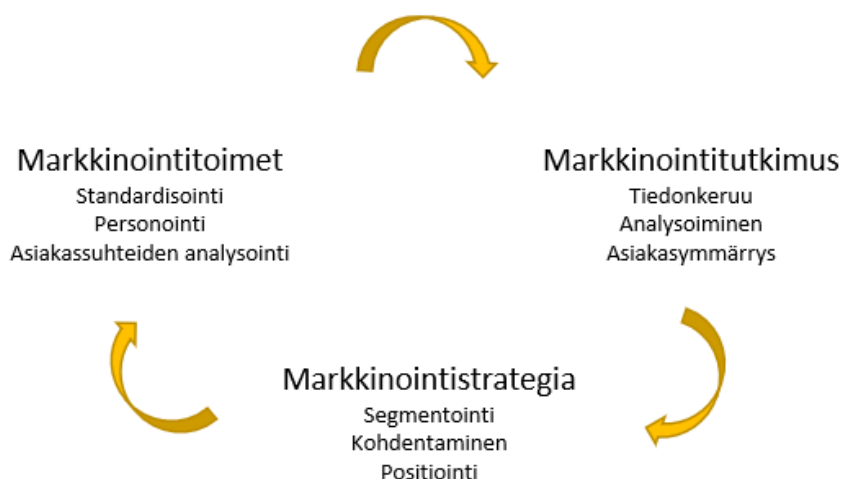 Markkinointitoimet
Standardisointi
Personointi
Asiakassuhteiden analysointi
Markkinointitutkimus
Tiedonkeruu
Analysoiminen
Asiakasymmärrys
Markkinointistrategia
Segmentointi
Kohdentaminen
Positiointi